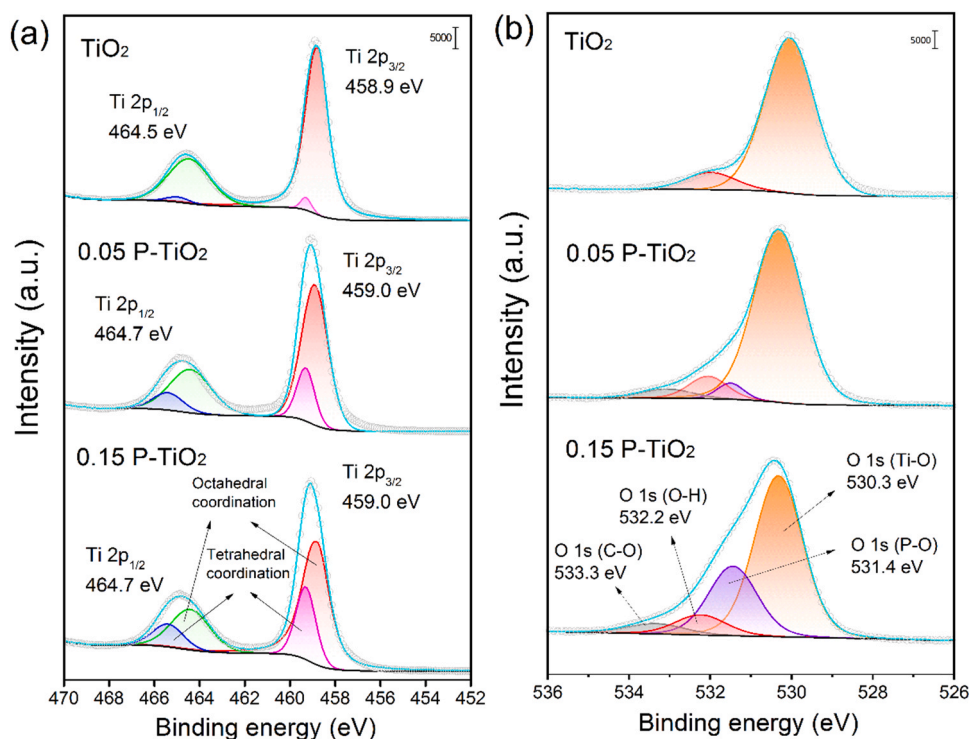 (a)
TiO₂
5000
Ti 2p₃/₂
458.9 eV
Ti 2p₁/₂
464.5 eV
0.05 P-TiO₂
Ti 2p₃/₂
459.0 eV
Ti 2p₁/₂
464.7 eV
0.15 P-TiO₂
Ti 2p₃/₂
459.0 eV
Octahedral
coordination
Tetrahedral
coordination
Ti 2p₁/₂
464.7 eV
Intensity (a.u.)
470 468 466 464 462 460 458 456 454 452
Binding energy (eV)
(b)
TiO₂
5000
0.05 P-TiO₂
0.15 P-TiO₂
O 1s (Ti-O)
530.3 eV
O 1s (O-H)
532.2 eV
O 1s (P-O)
531.4 eV
O 1s (C-O)
533.3 eV
Intensity (a.u.)
536 534 532 530 528 526
Binding energy (eV)